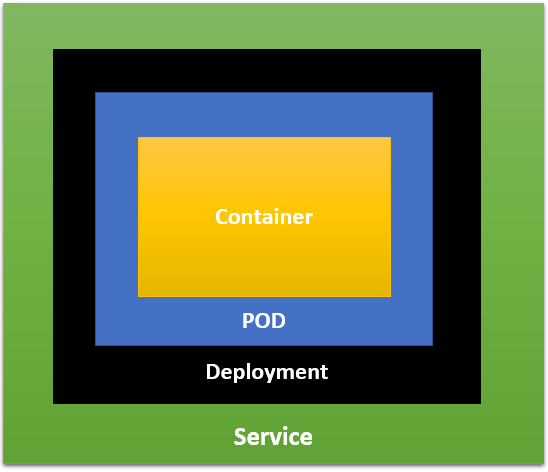 Container
POD
Deployment
Service